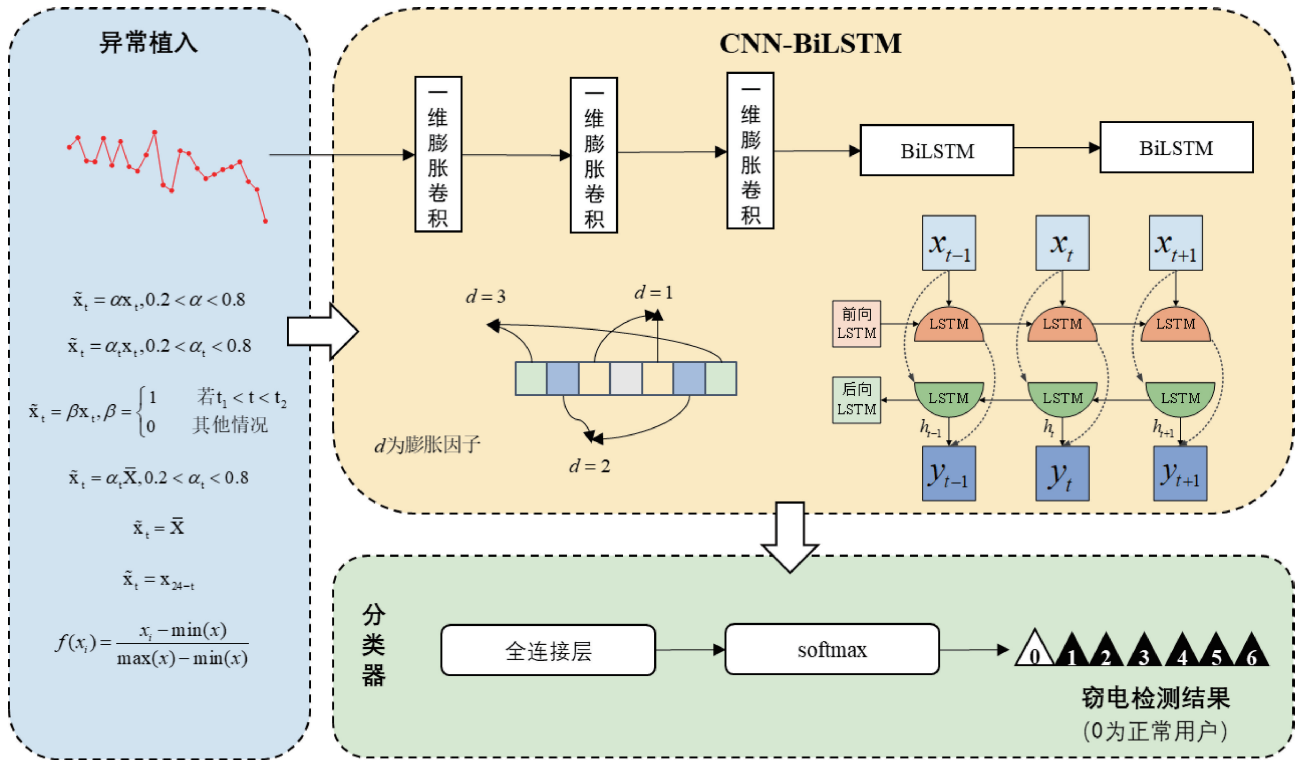 异常植入
x̃ₜ = αxₜ, 0.2 < α < 0.8
x̃ₜ = αₜxₜ, 0.2 < αₜ < 0.8
x̃ₜ = βxₜ, β = { 1 若t₁ < t < t₂
0 其他情况
x̃ₜ = αₜX̄, 0.2 < αₜ < 0.8
x̃ₜ = X̄
x̃ₜ = x₂₄₋ₜ
f(xᵢ) = (xᵢ − min(x)) / (max(x) − min(x))
CNN-BiLSTM
一维膨胀卷积
一维膨胀卷积
一维膨胀卷积
BiLSTM
BiLSTM
d = 3
d = 1
d = 2
d为膨胀因子
xₜ₋₁ xₜ xₜ₊₁
前向
LSTM
LSTM LSTM LSTM
后向
LSTM
LSTM LSTM LSTM
hₜ₋₁ hₜ hₜ₊₁
yₜ₋₁ yₜ yₜ₊₁
分类器
全连接层
softmax
0 1 2 3 4 5 6
窃电检测结果
(0为正常用户)